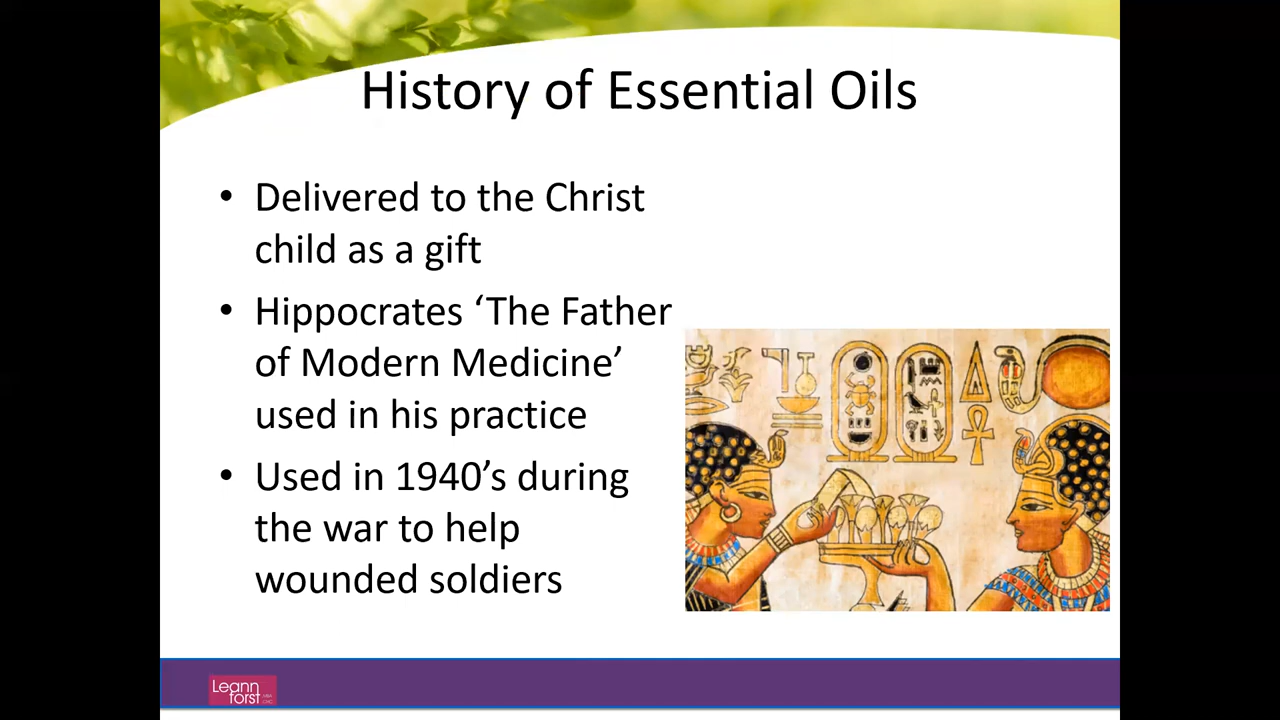 History of Essential Oils
• Delivered to the Christ
child as a gift
• Hippocrates ‘The Father
of Modern Medicine’
used in his practice
• Used in 1940’s during
the war to help
wounded soldiers
Leann
forst